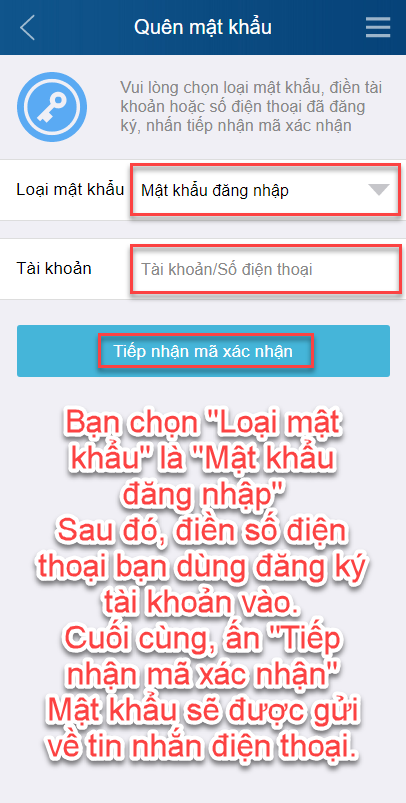 Quên mật khẩu
Vui lòng chọn loại mật khẩu, điền tài
khoản hoặc số điện thoại đã đăng
ký, nhấn tiếp nhận mã xác nhận
Loại mật khẩu Mật khẩu đăng nhập
Tài khoản Tài khoản/Số điện thoại
Tiếp nhận mã xác nhận
Bạn chọn "Loại mật
khẩu" là "Mật khẩu
đăng nhập"
Sau đó, điền số điện
thoại bạn dùng đăng ký
tài khoản vào.
Cuối cùng, ấn "Tiếp
nhận mã xác nhận"
Mật khẩu sẽ được gửi
về tin nhắn điện thoại.